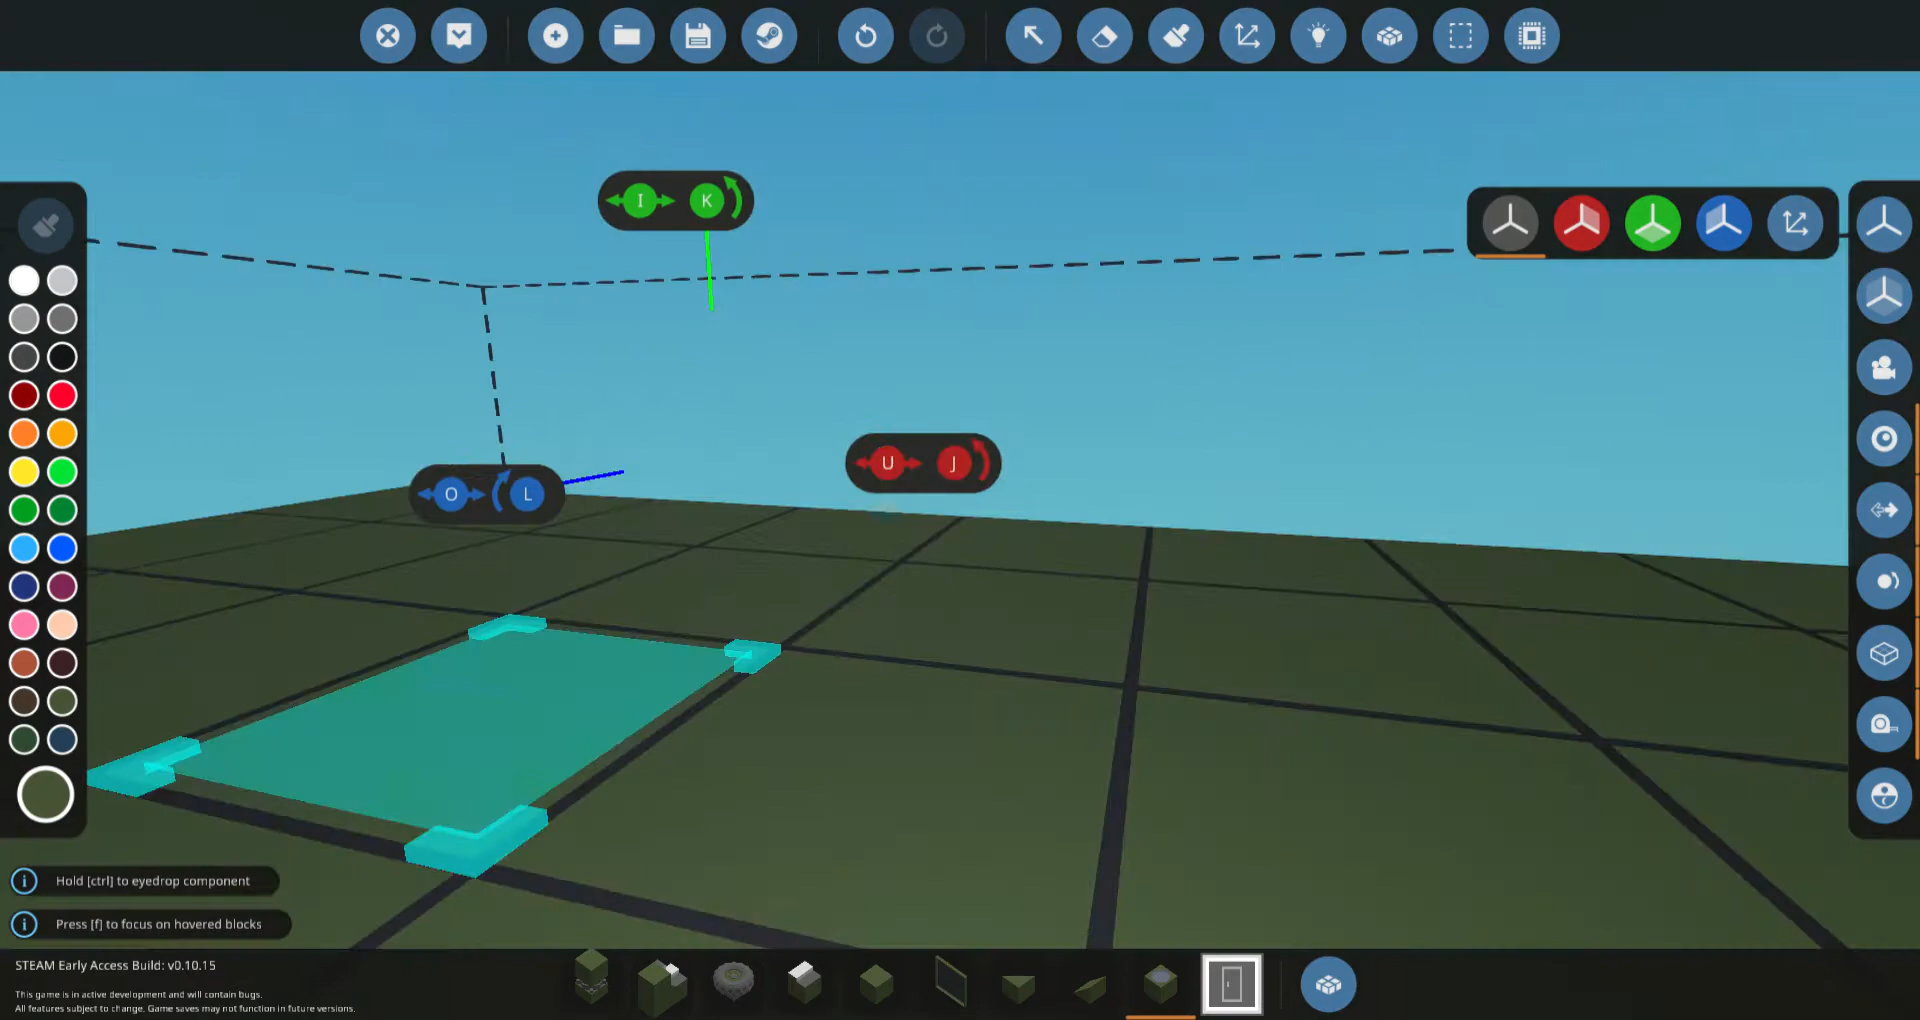 I K
U J
O L
Hold [ctrl] to eyedrop component
Press [f] to focus on hovered blocks
STEAM Early Access Build: v0.10.15
This game is in active development and will contain bugs.
All features subject to change. Game saves may not function in future versions.